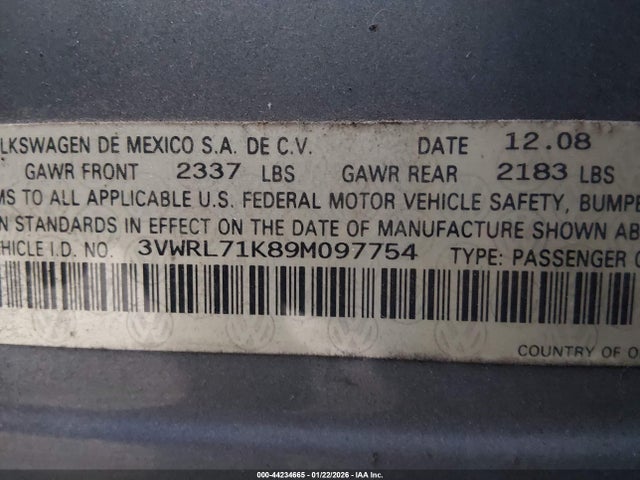 LKSWAGEN DE MEXICO S.A. DE C.V. DATE 12.08
GAWR FRONT 2337 LBS GAWR REAR 2183 LBS
MS TO ALL APPLICABLE U.S. FEDERAL MOTOR VEHICLE SAFETY, BUMPE
N STANDARDS IN EFFECT ON THE DATE OF MANUFACTURE SHOWN AB
EHICLE I.D. NO. 3VWRL71K89M097754 TYPE: PASSENGER C
COUNTRY OF O
000-44234665 - 01/22/2026 - IAA Inc.